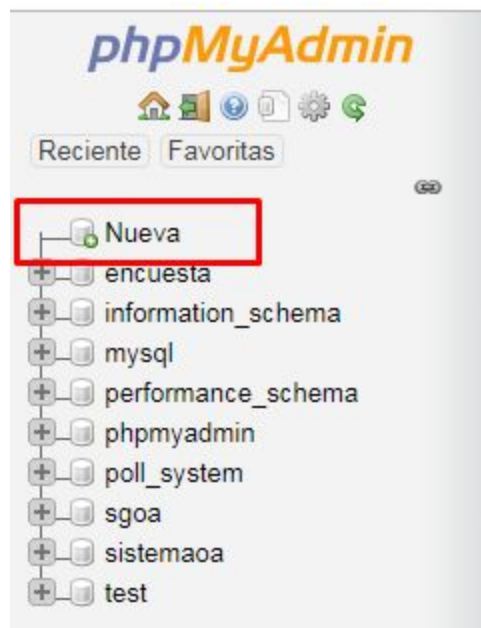 phpMyAdmin
Reciente Favoritas
Nueva
encuesta
information_schema
mysql
performance_schema
phpmyadmin
poll_system
sgoa
sistemaoa
test